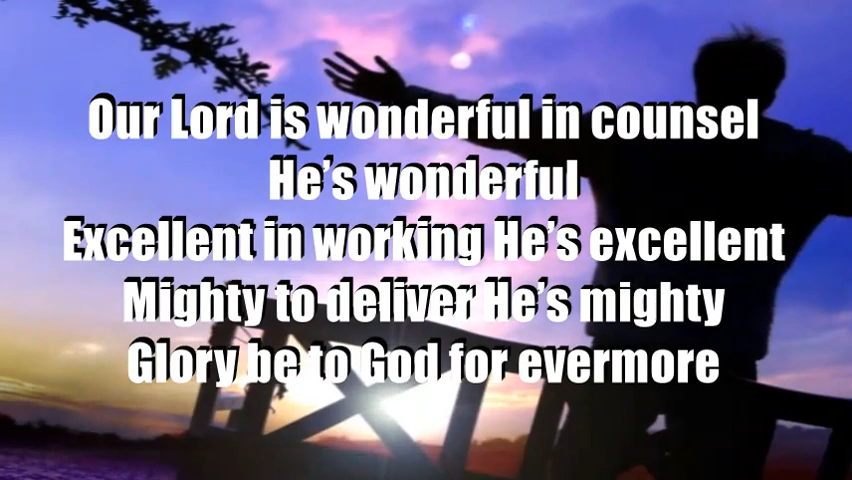 Our Lord is wonderful in counsel
He's wonderful
Excellent in working He's excellent
Mighty to deliver He's mighty
Glory be to God for evermore